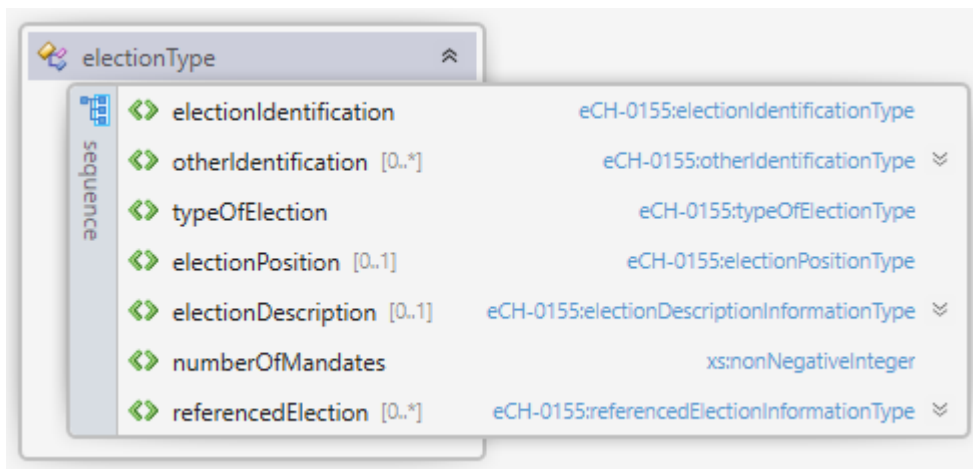 electionType
sequence
electionIdentification eCH-0155:electionIdentificationType
otherIdentification [0..*] eCH-0155:otherIdentificationType
typeOfElection eCH-0155:typeOfElectionType
electionPosition [0..1] eCH-0155:electionPositionType
electionDescription [0..1] eCH-0155:electionDescriptionInformationType
numberOfMandates xs:nonNegativeInteger
referencedElection [0..*] eCH-0155:referencedElectionInformationType